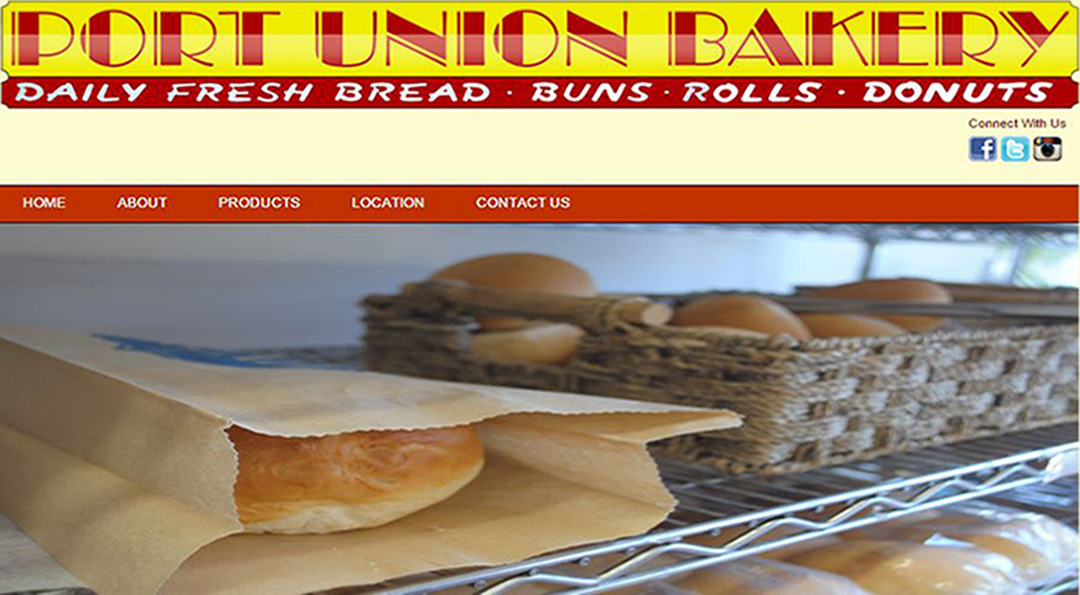 PORT UNION BAKERY
DAILY FRESH BREAD · BUNS · ROLLS · DONUTS
Connect With Us
HOME ABOUT PRODUCTS LOCATION CONTACT US